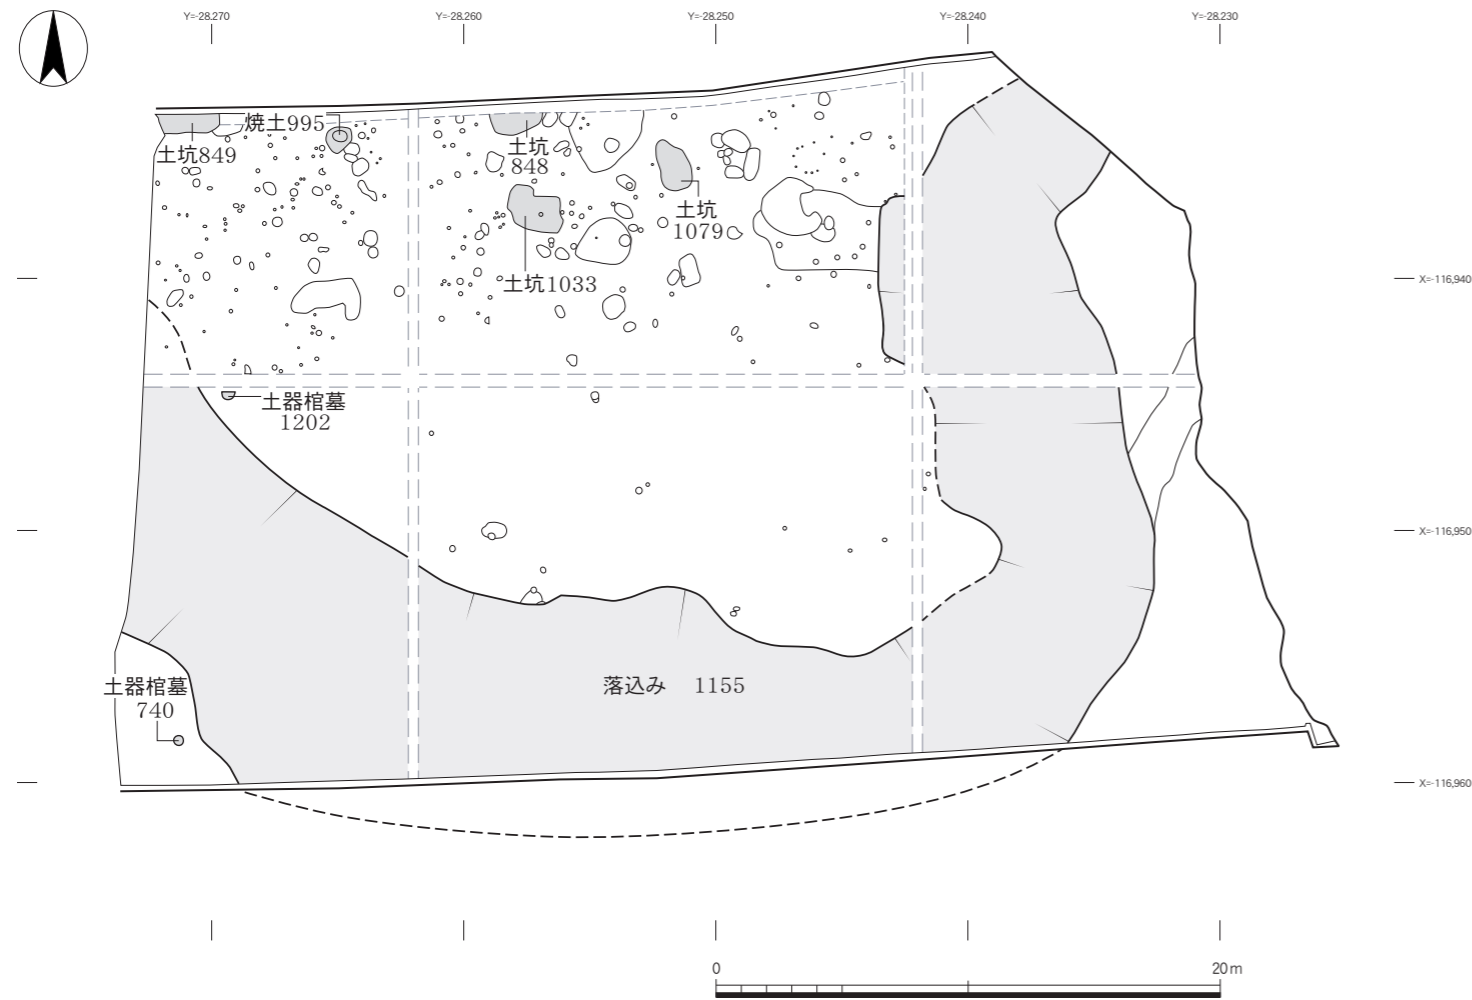 Y=-28,270
Y=-28,260
Y=-28,250
Y=-28,240
Y=-28,230
焼土995
土坑849
土坑
848
土坑
1079
土坑1033
X=-116,940
土器棺墓
1202
X=-116,950
落込み 1155
土器棺墓
740
X=-116,960
0
20m